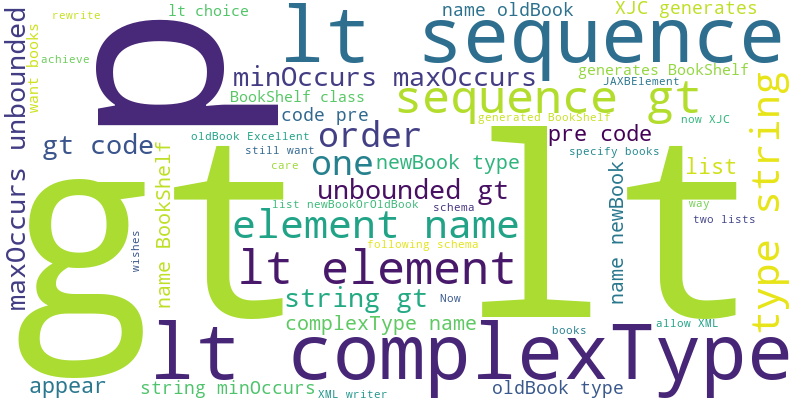 rewrite
lt choice
name oldBook
XJC generates
lt sequence
maxOccurs unbounded
want books
achieve
p
minOccurs maxOccurs
generates BookShelf
JAXBElement
BookShelf class
sequence gt
type string
code pre
generated BookShelf
now XJC
oldBook Excellent
order
pre code
gt code
still want
one
newBook type
specify books
care
list
name BookShelf
unbounded gt
name newBook
list newBookOrOldBook
schema
way
two lists
element name
wishes
following schema
gt
lt
lt element
string gt
Now
complexType name
books
allow XML
lt complexType
appear
string minOccurs
XML writer
oldBook type